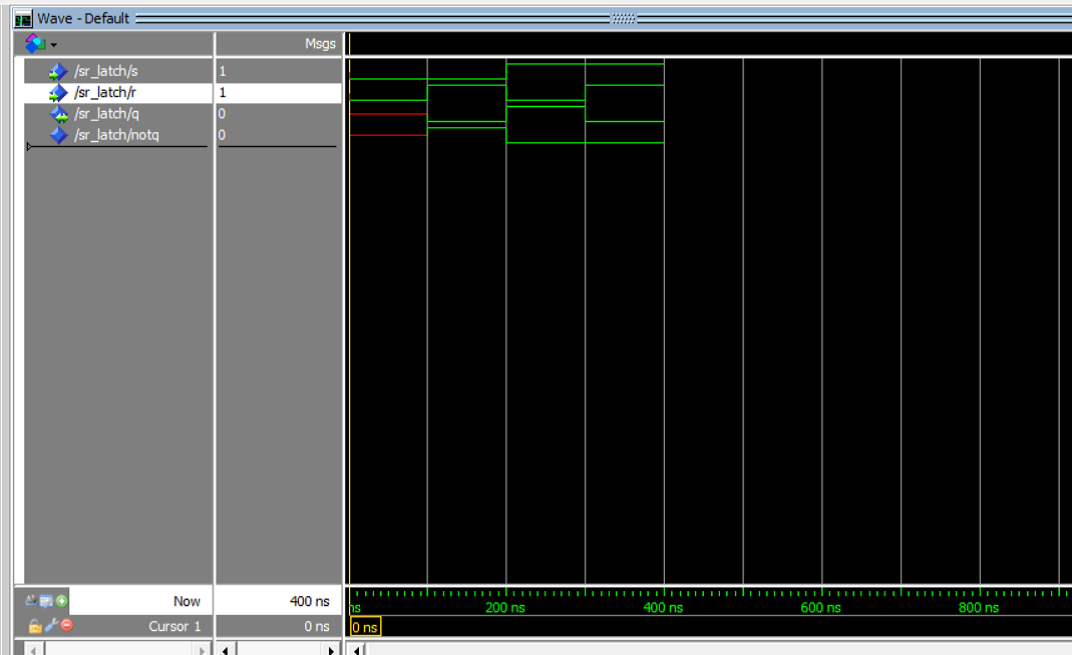 Wave - Default
Msgs
/sr_latch/s 1
/sr_latch/r 1
/sr_latch/q 0
/sr_latch/notq 0
Now 400 ns ns 200 ns 400 ns 600 ns 800 ns
Cursor 1 0 ns 0 ns